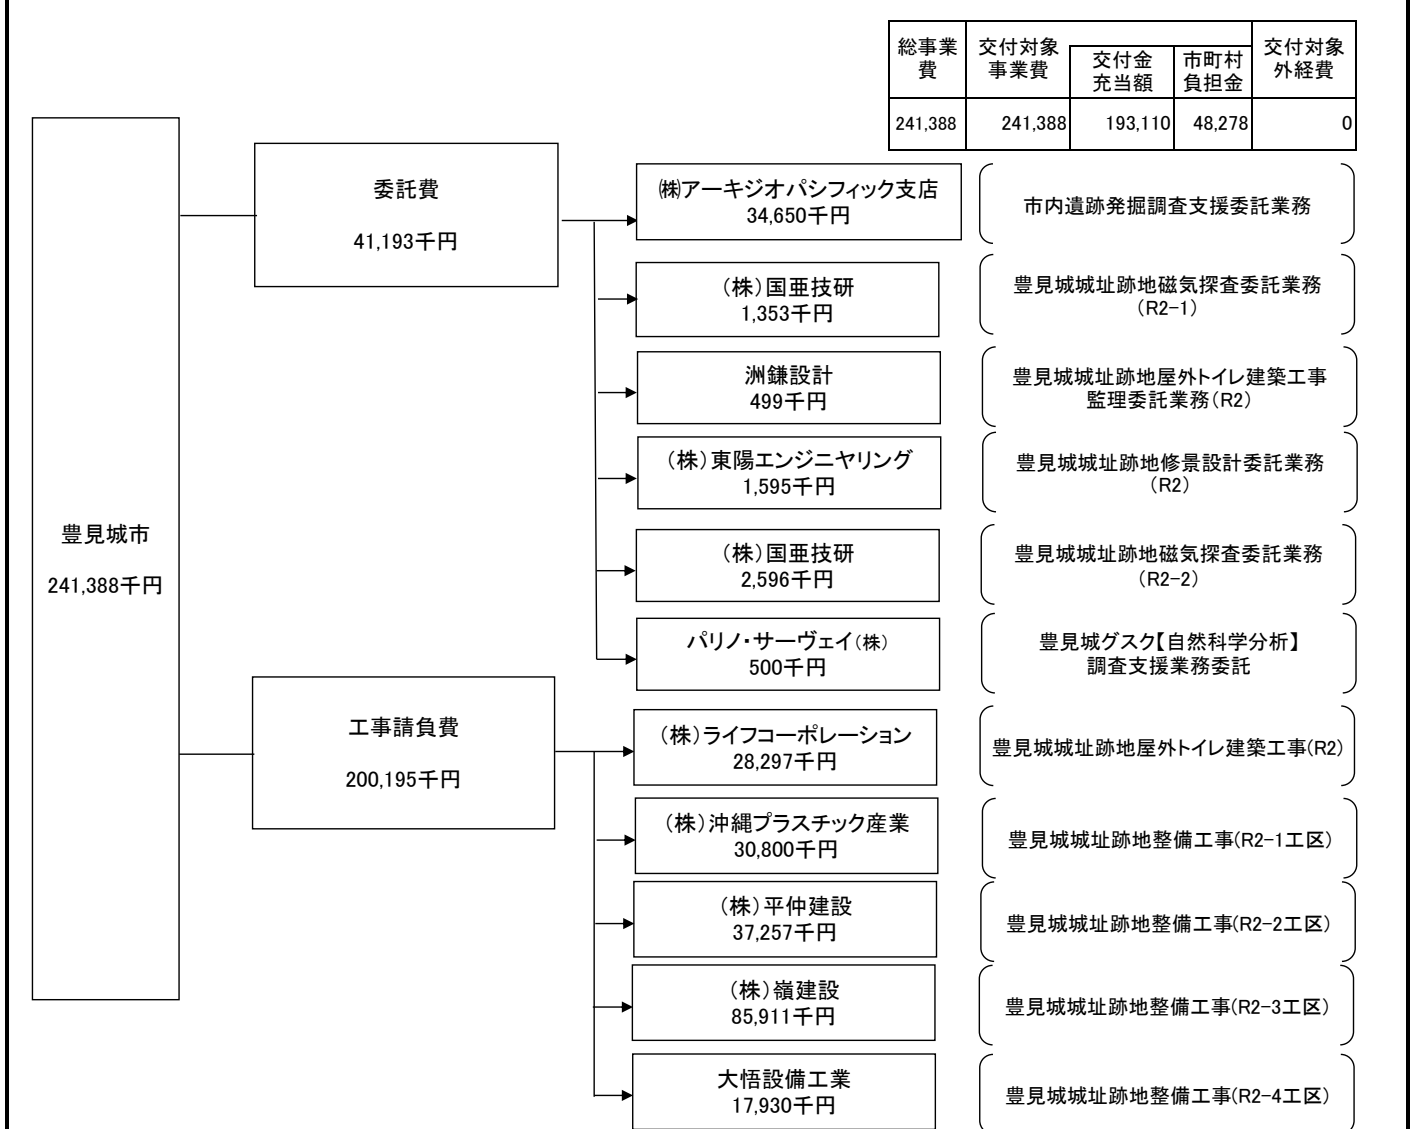 総事業
費
交付対象
事業費
交付金
充当額
市町村
負担金
交付対象
外経費
241,388
241,388
193,110
48,278
0
豊見城市
241,388千円
委託費
41,193千円
㈱アーキジオパシフィック支店
34,650千円
市内遺跡発掘調査支援委託業務
（株）国亜技研
1,353千円
豊見城城址跡地磁気探査委託業務
（R2-1）
洲鎌設計
499千円
豊見城城址跡地屋外トイレ建築工事
監理委託業務（R2）
（株）東陽エンジニヤリング
1,595千円
豊見城城址跡地修景設計委託業務
（R2）
（株）国亜技研
2,596千円
豊見城城址跡地磁気探査委託業務
（R2-2）
パリノ・サーヴェイ（株）
500千円
豊見城グスク【自然科学分析】
調査支援業務委託
工事請負費
200,195千円
（株）ライフコーポレーション
28,297千円
豊見城城址跡地屋外トイレ建築工事(R2)
（株）沖縄プラスチック産業
30,800千円
豊見城城址跡地整備工事(R2-1工区)
（株）平仲建設
37,257千円
豊見城城址跡地整備工事(R2-2工区)
（株）嶺建設
85,911千円
豊見城城址跡地整備工事(R2-3工区)
大悟設備工業
17,930千円
豊見城城址跡地整備工事(R2-4工区)